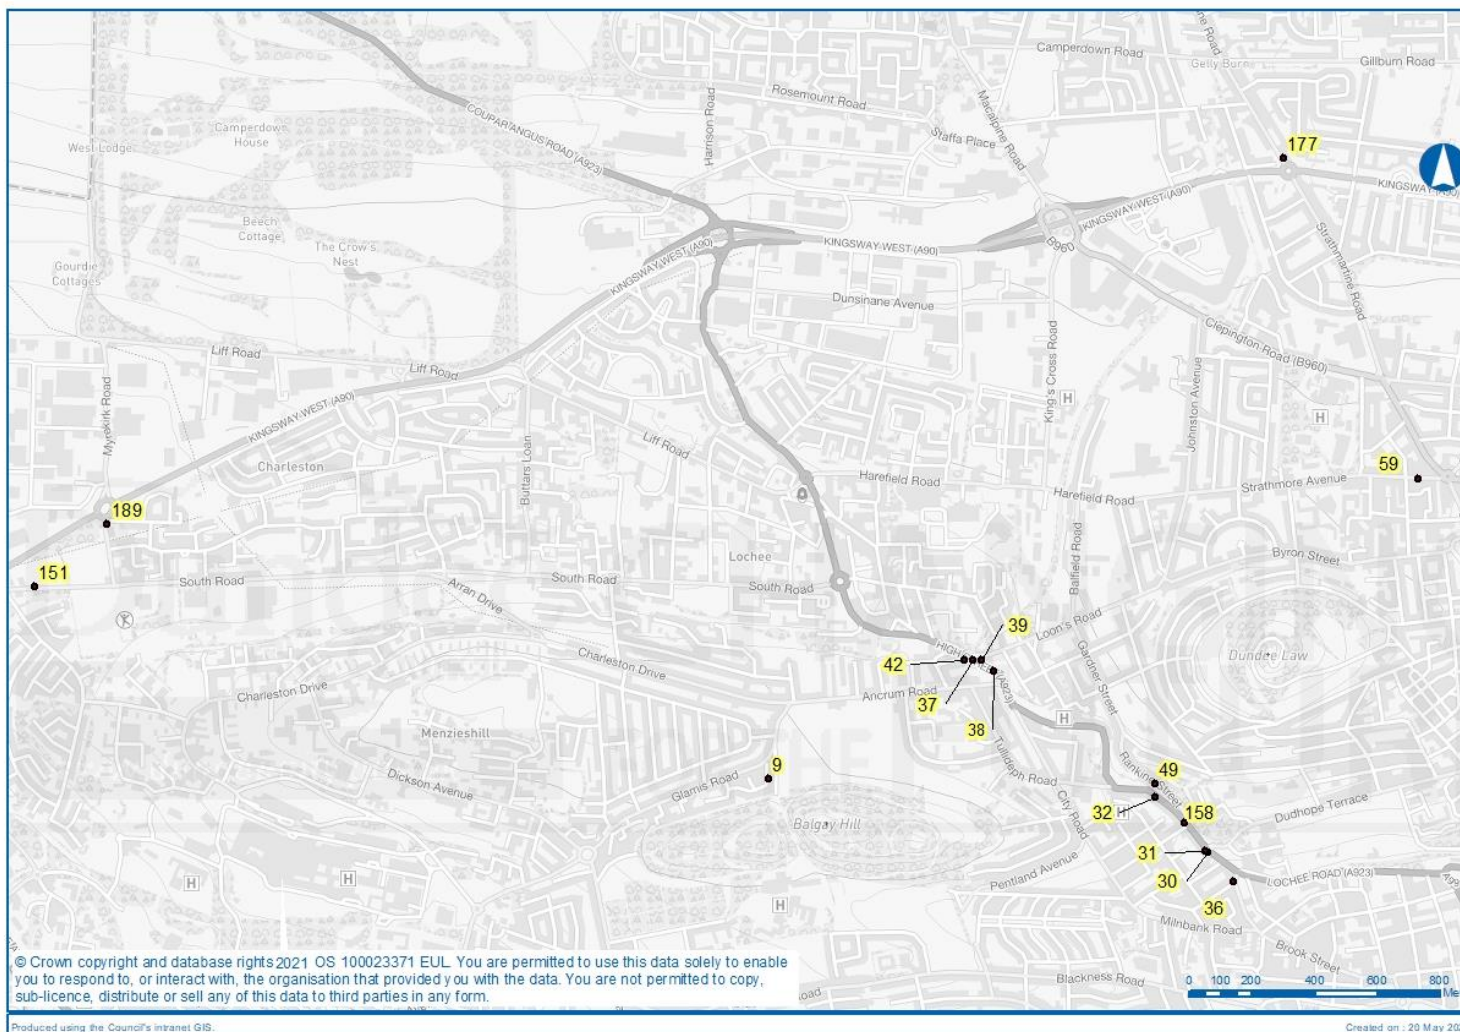 Camperdown Road
Gelly Burn
Gillburn Road
Rosemount Road
Macalpine Road
Harrison Road
COUPAR ANGUS ROAD (A923)
Staffa Place
Camperdown
House
West Lodge
177
KINGSWAY WEST (A90)
KINGSWAY (A90)
Beech
Cottage
The Crow's
Nest
KINGSWAY WEST (A90)
KINGSWAY WEST (A90)
B960
Strathmartine Road
Gourdie
Cottages
Dunsinane Avenue
King's Cross Road
H
Clepington Road (B960)
Johnston Avenue
H
Liff Road
Liff Road
KINGSWAY WEST (A90)
Myrekirk Road
Liff Road
Charleston
Buttars Loan
Harefield Road
Harefield Road
Strathmore Avenue
59
189
Lochee
Balfield Road
Byron Street
151
South Road
South Road
South Road
Arran Drive
Loon's Road
39
42
37
38
Charleston Drive
Charleston Drive
Ancrum Road
Gardner Street
Dundee Law
Menzieshill
H
9
Tullideph Road
49
Glamis Road
Dickson Avenue
32
H
158
Dudhope Terrace
City Road
Balgay Hill
31
30
Pentland Avenue
LOCHEE ROAD (A923)
36
H
H
H
Milnbank Road
Brook Street
Blackness Road
© Crown copyright and database rights 2021 OS 100023371 EUL. You are permitted to use this data solely to enable
you to respond to, or interact with, the organisation that provided you with the data. You are not permitted to copy,
sub-licence, distribute or sell any of this data to third parties in any form.
0 100 200 400 600 800
Produced using the Council's intranet GIS.
Created on : 20 May